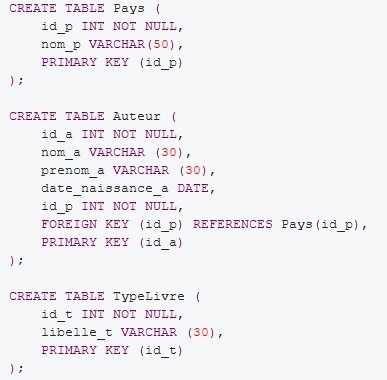 CREATE TABLE Pays (
    id_p INT NOT NULL,
    nom_p VARCHAR(50),
    PRIMARY KEY (id_p)
);

CREATE TABLE Auteur (
    id_a INT NOT NULL,
    nom_a VARCHAR (30),
    prenom_a VARCHAR (30),
    date_naissance_a DATE,
    id_p INT NOT NULL,
    FOREIGN KEY (id_p) REFERENCES Pays(id_p),
    PRIMARY KEY (id_a)
);

CREATE TABLE TypeLivre (
    id_t INT NOT NULL,
    libelle_t VARCHAR (30),
    PRIMARY KEY (id_t)
);